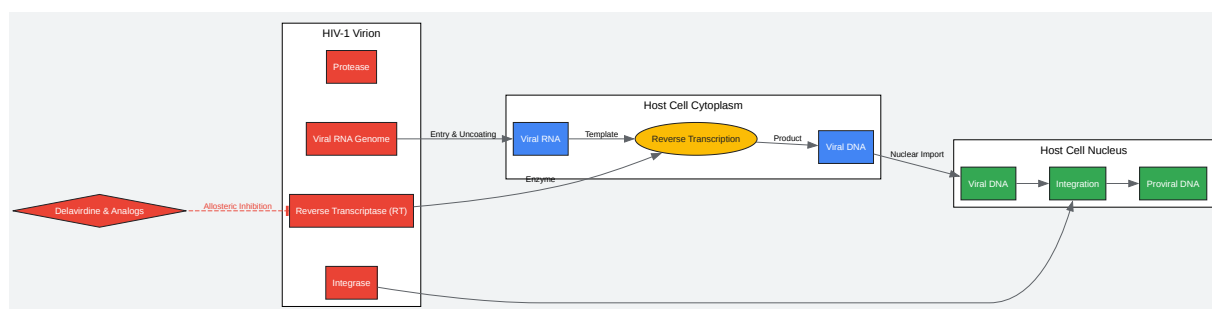 HIV-1 Virion
Protease
Viral RNA Genome
Reverse Transcriptase (RT)
Integrase
Delavirdine & Analogs
Allosteric Inhibition
Entry & Uncoating
Enzyme
Host Cell Cytoplasm
Viral RNA
Template
Reverse Transcription
Product
Viral DNA
Nuclear Import
Host Cell Nucleus
Viral DNA
Integration
Proviral DNA